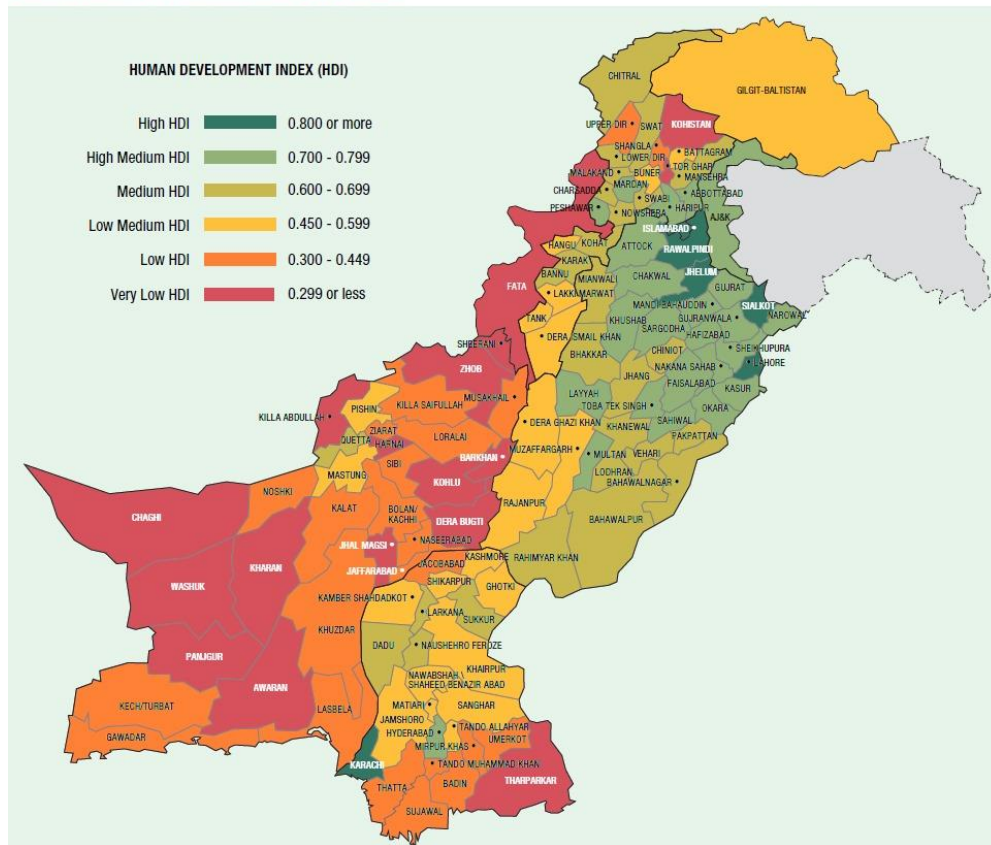 HUMAN DEVELOPMENT INDEX (HDI)
High HDI 0.800 or more
High Medium HDI 0.700 - 0.799
Medium HDI 0.600 - 0.699
Low Medium HDI 0.450 - 0.599
Low HDI 0.300 - 0.449
Very Low HDI 0.299 or less
CHITRAL
GILGIT-BALTISTAN
UPPER DIR
SWAT
KOHISTAN
SHANGLA
BATTAGRAM
LOWER DIR
TOR GHAR
MALAKAND
BUNER
MANSEHRA
MARDAN
CHARSADDA
ABBOTTABAD
SWABI
PESHAWAR
HARIPUR
NOWSHERA
AJ&K
ISLAMABAD
HANGU
KOHAT
ATTOCK
RAWALPINDI
KARAK
JHELUM
BANNU
MIANWALI
CHAKWAL
FATA
LAKKI MARWAT
GUJRAT
MANDI BAHAUDDIN
SIALKOT
TANK
KHUSHAB
GUJRANWALA
NAROWAL
SARGODHA
DERA ISMAIL KHAN
HAFIZABAD
SHEERANI
SHEIKHUPURA
BHAKKAR
CHINIOT
LAHORE
ZHOB
NAKANA SAHAB
JHANG
FAISALABAD
KASUR
MUSAKHAIL
LAYYAH
KILLA SAIFULLAH
TOBA TEK SINGH
OKARA
PISHIN
KILLA ABDULLAH
DERA GHAZI KHAN
SAHIWAL
KHANEWAL
ZIARAT
LORALAI
PAKPATTAN
QUETTA
HARNAI
MUZAFFARGARH
MULTAN
VEHARI
BARKHAN
SIBI
LODHRAN
MASTUNG
BAHAWALNAGAR
KOHLU
NOSHKI
RAJANPUR
KALAT
BOLAN/
KACHHI
CHAGHI
DERA BUGTI
BAHAWALPUR
NASEERABAD
JHAL MAGSI
KASHMORE
RAHIMYAR KHAN
JACOBABAD
KHARAN
JAFFARABAD
SHIKARPUR
WASHUK
GHOTKI
KAMBER SHAHDADKOT
LARKANA
SUKKUR
KHUZDAR
DADU
NAUSHEHRO FEROZE
PANJGUR
KHAIRPUR
NAWABSHAH\
SHAHEED BENAZIR ABAD
AWARAN
KECH/TURBAT
LASBELA
MATIARI
SANGHAR
JAMSHORO
GAWADAR
TANDO ALLAHYAR
HYDERABAD
UMERKOT
MIRPUR KHAS
KARACHI
TANDO MUHAMMAD KHAN
THARPARKAR
BADIN
THATTA
SUJAWAL